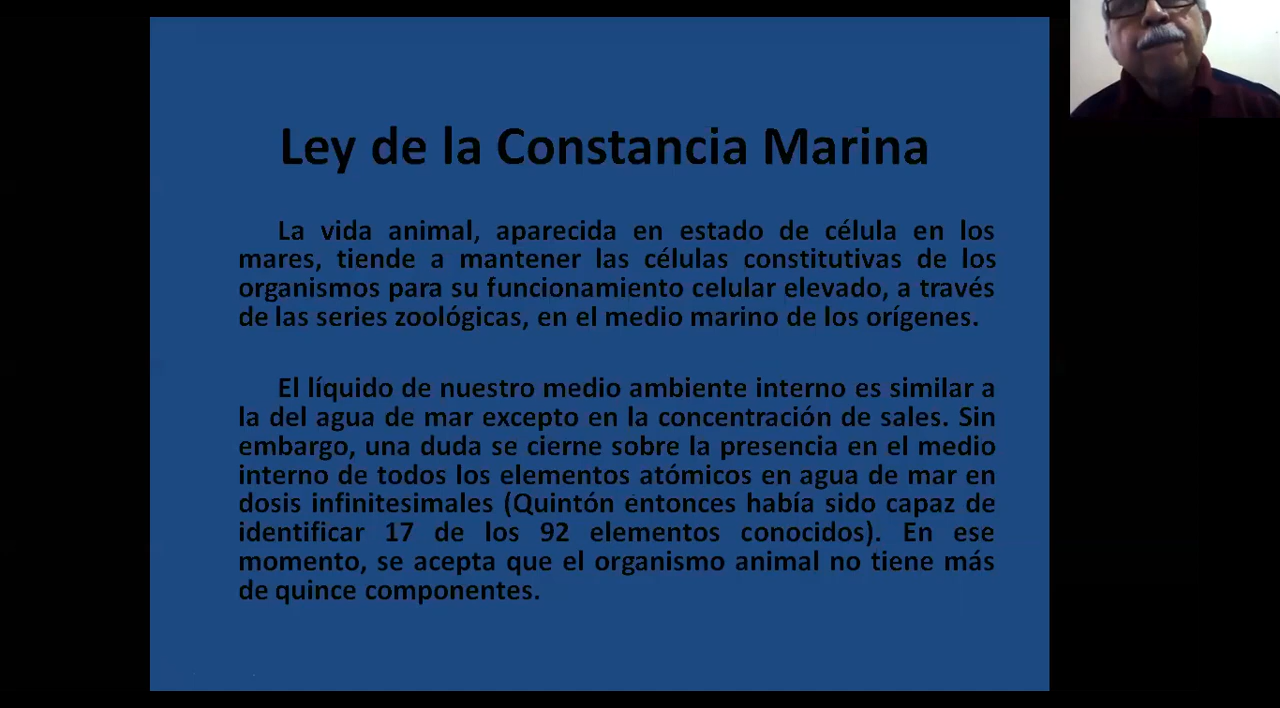 Ley de la Constancia Marina
La vida animal, aparecida en estado de célula en los
mares, tiende a mantener las células constitutivas de los
organismos para su funcionamiento celular elevado, a través
de las series zoológicas, en el medio marino de los orígenes.
El líquido de nuestro medio ambiente interno es similar a
la del agua de mar excepto en la concentración de sales. Sin
embargo, una duda se cierne sobre la presencia en el medio
interno de todos los elementos atómicos en agua de mar en
dosis infinitesimales (Quintón entonces había sido capaz de
identificar 17 de los 92 elementos conocidos). En ese
momento, se acepta que el organismo animal no tiene más
de quince componentes.